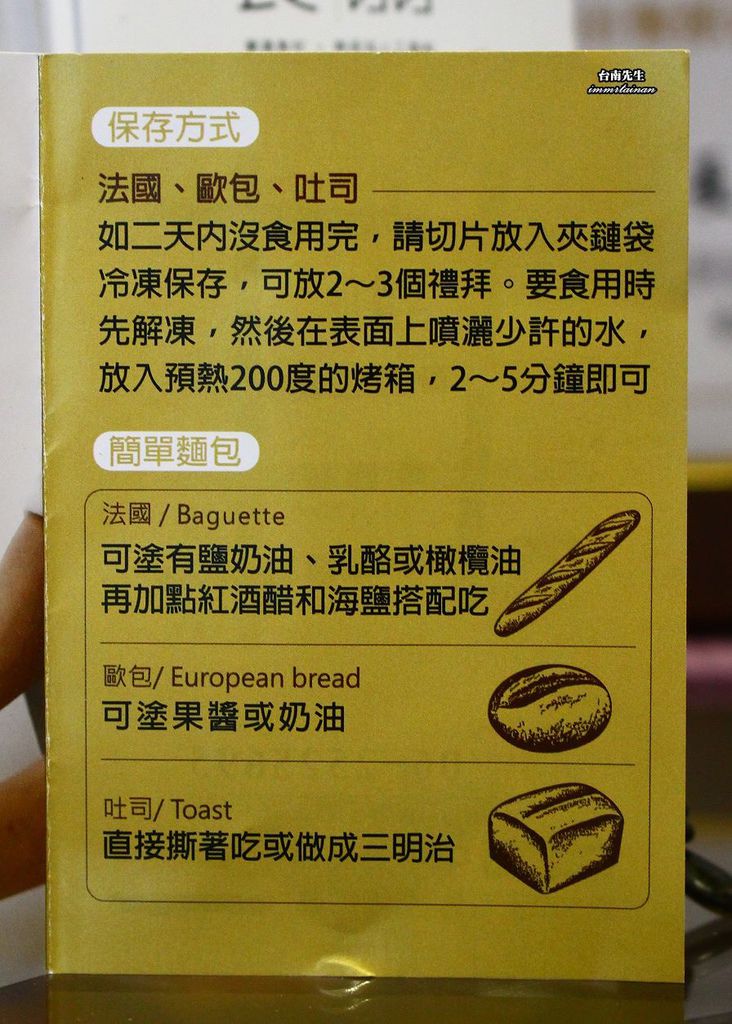 台南先生
immrtainan
保存方式
法國、歐包、吐司
如二天內沒食用完，請切片放入夾鏈袋
冷凍保存，可放2～3個禮拜。要食用時
先解凍，然後在表面上噴灑少許的水，
放入預熱200度的烤箱，2～5分鐘即可
簡單麵包
法國 / Baguette
可塗有鹽奶油、乳酪或橄欖油
再加點紅酒醋和海鹽搭配吃
歐包/ European bread
可塗果醬或奶油
吐司/ Toast
直接撕著吃或做成三明治